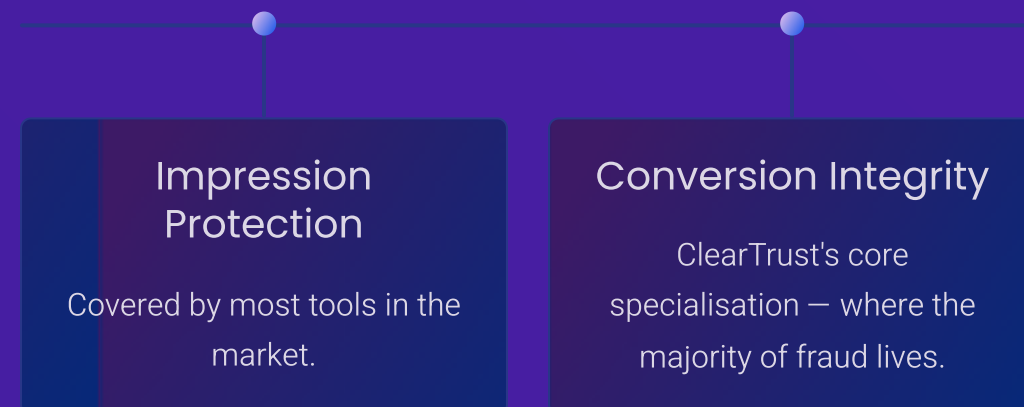 Impression
Protection
Covered by most tools in the
market.
Conversion Integrity
ClearTrust's core
specialisation — where the
majority of fraud lives.